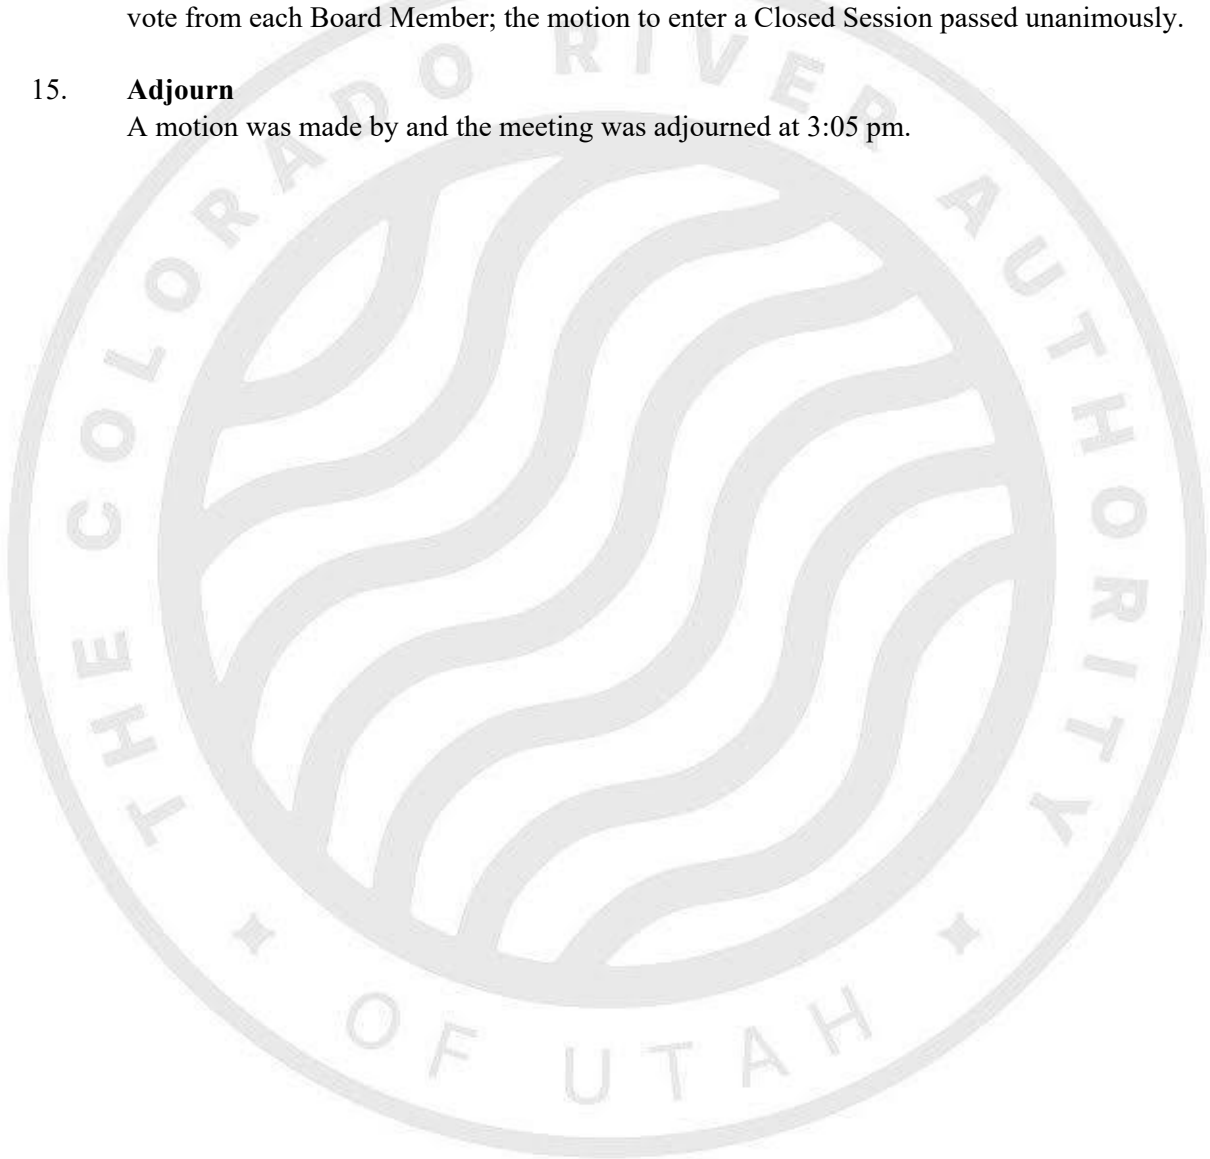 vote from each Board Member; the motion to enter a Closed Session passed unanimously.
15. Adjourn
A motion was made by and the meeting was adjourned at 3:05 pm.
THE COLORADO RIVER AUTHORITY
OF UTAH